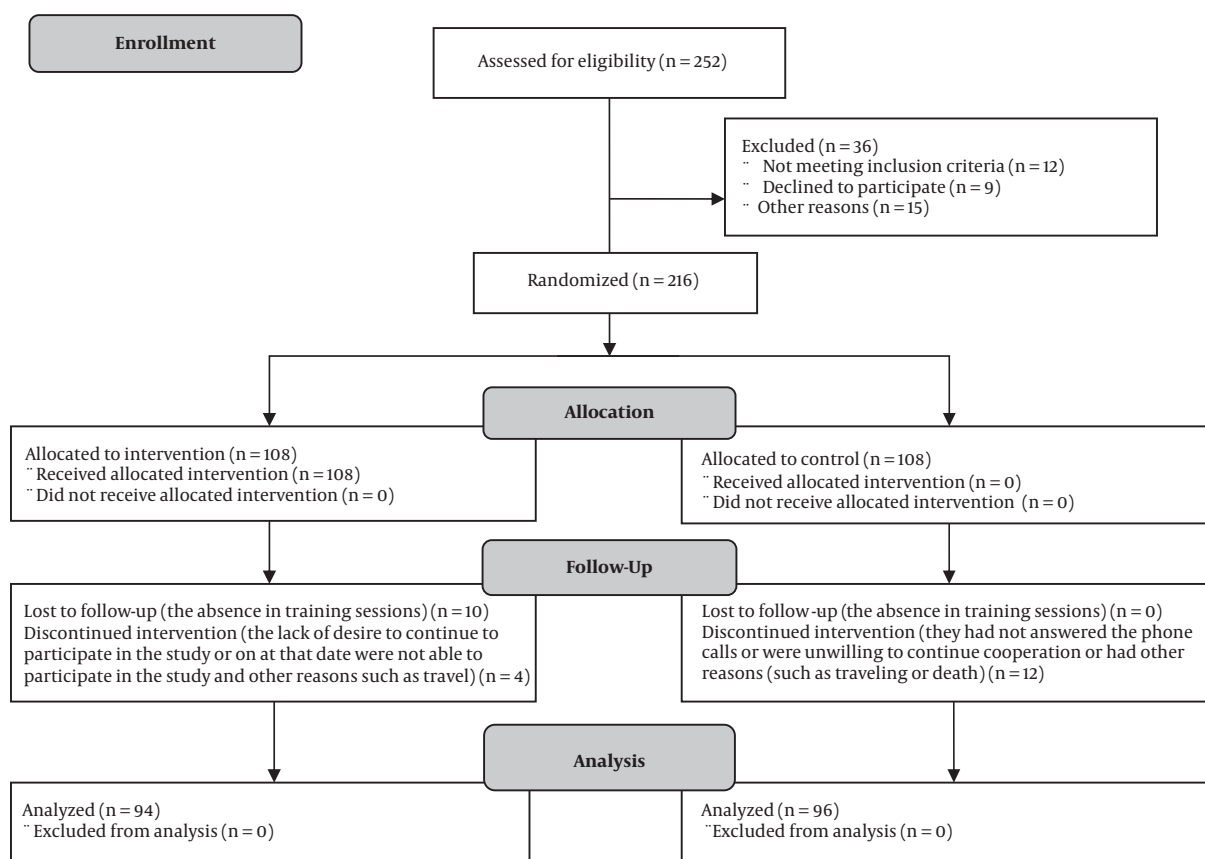 Enrollment
Assessed for eligibility (n = 252)
Excluded (n = 36)
¨ Not meeting inclusion criteria (n = 12)
¨ Declined to participate (n = 9)
¨ Other reasons (n = 15)
Randomized (n = 216)
Allocation
Allocated to intervention (n = 108)
¨ Received allocated intervention (n = 108)
¨ Did not receive allocated intervention (n = 0)
Allocated to control (n = 108)
¨ Received allocated intervention (n = 0)
¨ Did not receive allocated intervention (n = 0)
Follow-Up
Lost to follow-up (the absence in training sessions) (n = 10)
Discontinued intervention (the lack of desire to continue to
participate in the study or on at that date were not able to
participate in the study and other reasons such as travel) (n = 4)
Lost to follow-up (the absence in training sessions) (n = 0)
Discontinued intervention (they had not answered the phone
calls or were unwilling to continue cooperation or had other
reasons (such as traveling or death) (n = 12)
Analysis
Analyzed (n = 94)
¨ Excluded from analysis (n = 0)
Analyzed (n = 96)
¨Excluded from analysis (n = 0)